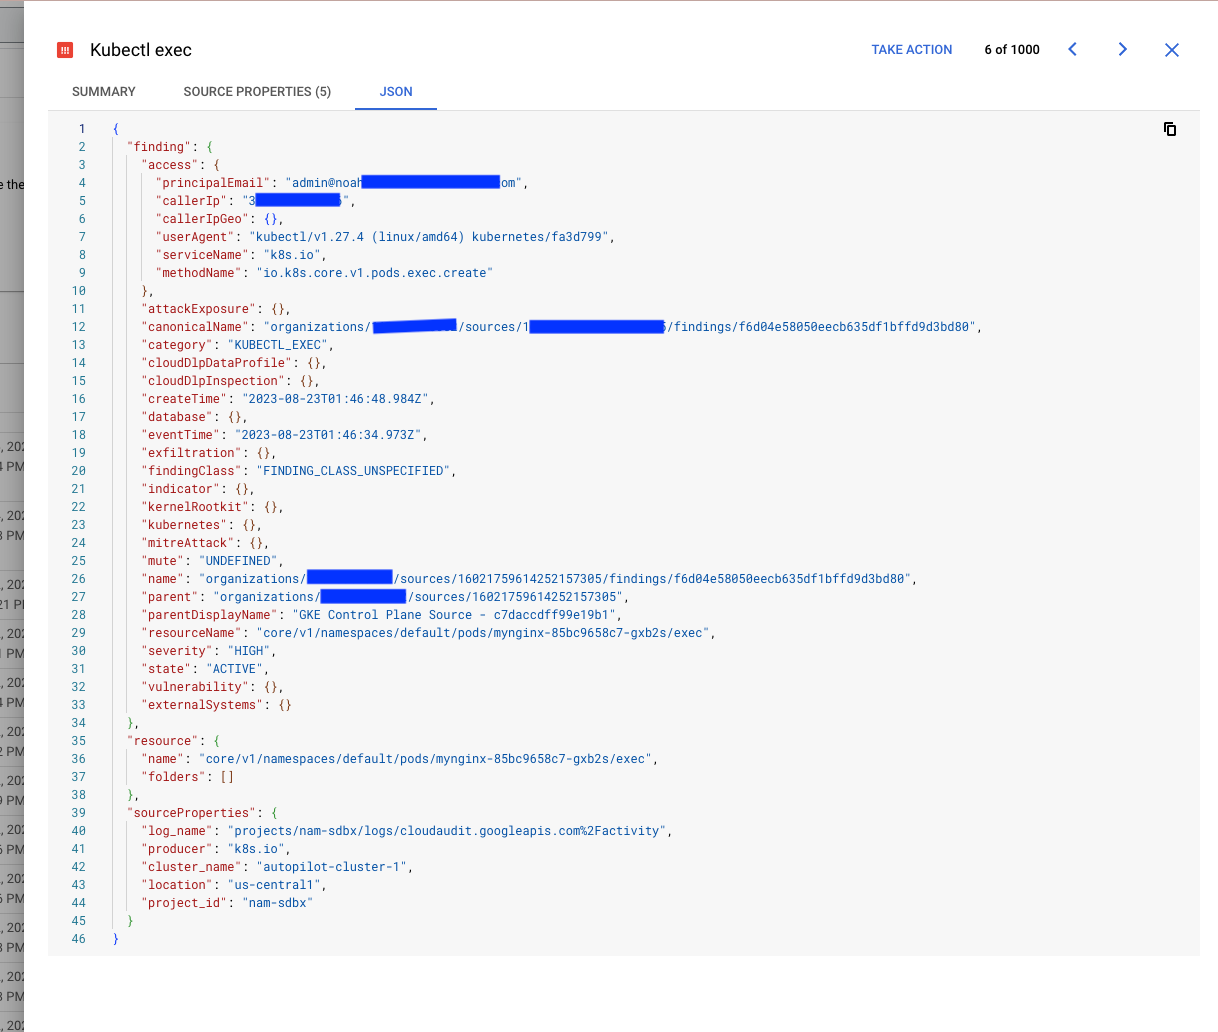 Kubectl exec
TAKE ACTION
6 of 1000
SUMMARY
SOURCE PROPERTIES (5)
JSON
1 {
2 "finding": {
3 "access": {
4 "principalEmail": "admin@noah om",
5 "callerIp": "3 ",
6 "callerIpGeo": {},
7 "userAgent": "kubectl/v1.27.4 (linux/amd64) kubernetes/fa3d799",
8 "serviceName": "k8s.io",
9 "methodName": "io.k8s.core.v1.pods.exec.create"
10 },
11 "attackExposure": {},
12 "canonicalName": "organizations/ /sources/1 /findings/f6d04e58050eecb635df1bffd9d3bd80",
13 "category": "KUBECTL_EXEC",
14 "cloudDlpDataProfile": {},
15 "cloudDlpInspection": {},
16 "createTime": "2023-08-23T01:46:48.984Z",
17 "database": {},
18 "eventTime": "2023-08-23T01:46:34.973Z",
19 "exfiltration": {},
20 "findingClass": "FINDING_CLASS_UNSPECIFIED",
21 "indicator": {},
22 "kernelRootkit": {},
23 "kubernetes": {},
24 "mitreAttack": {},
25 "mute": "UNDEFINED",
26 "name": "organizations/ /sources/16021759614252157305/findings/f6d04e58050eecb635df1bffd9d3bd80",
27 "parent": "organizations/ /sources/16021759614252157305",
28 "parentDisplayName": "GKE Control Plane Source - c7daccdff99e19b1",
29 "resourceName": "core/v1/namespaces/default/pods/mynginx-85bc9658c7-gxb2s/exec",
30 "severity": "HIGH",
31 "state": "ACTIVE",
32 "vulnerability": {},
33 "externalSystems": {}
34 },
35 "resource": {
36 "name": "core/v1/namespaces/default/pods/mynginx-85bc9658c7-gxb2s/exec",
37 "folders": []
38 },
39 "sourceProperties": {
40 "log_name": "projects/nam-sdbx/logs/cloudaudit.googleapis.com%2Factivity",
41 "producer": "k8s.io",
42 "cluster_name": "autopilot-cluster-1",
43 "location": "us-central1",
44 "project_id": "nam-sdbx"
45 }
46 }